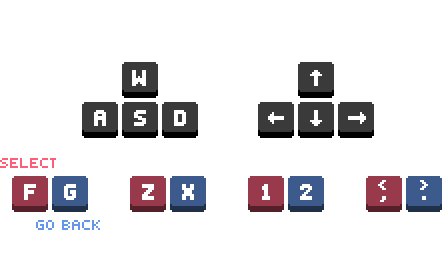 W ↑
A S D ← ↓ →
SELECT
F G Z X 1 2 < , > .
GO BACK